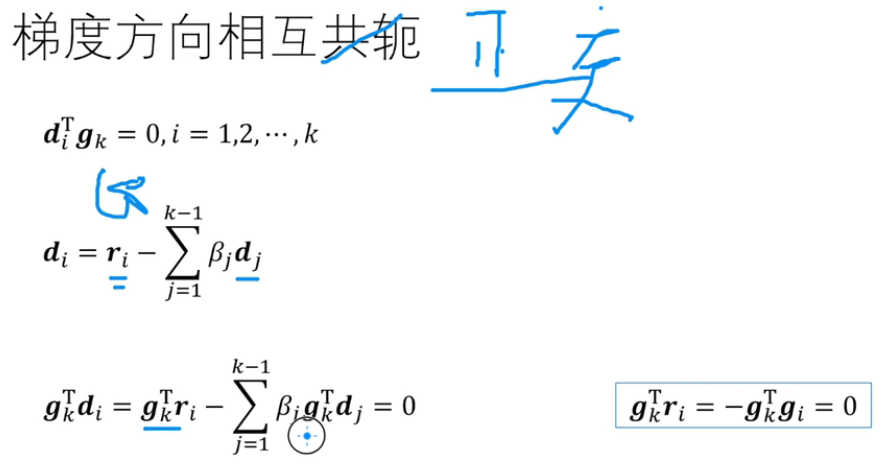 梯度方向相互共轭 正交
$\boldsymbol{d}_i^{\mathrm{T}} \boldsymbol{g}_k = 0, i = 1,2,\cdots,k$
$\boldsymbol{d}_i = \boldsymbol{r}_i - \sum_{j=1}^{k-1} \beta_j \boldsymbol{d}_j$
$\boldsymbol{g}_k^{\mathrm{T}} \boldsymbol{d}_i = \boldsymbol{g}_k^{\mathrm{T}} \boldsymbol{r}_i - \sum_{j=1}^{k-1} \beta_j \boldsymbol{g}_k^{\mathrm{T}} \boldsymbol{d}_j = 0$
$\boldsymbol{g}_k^{\mathrm{T}} \boldsymbol{r}_i = -\boldsymbol{g}_k^{\mathrm{T}} \boldsymbol{g}_i = 0$